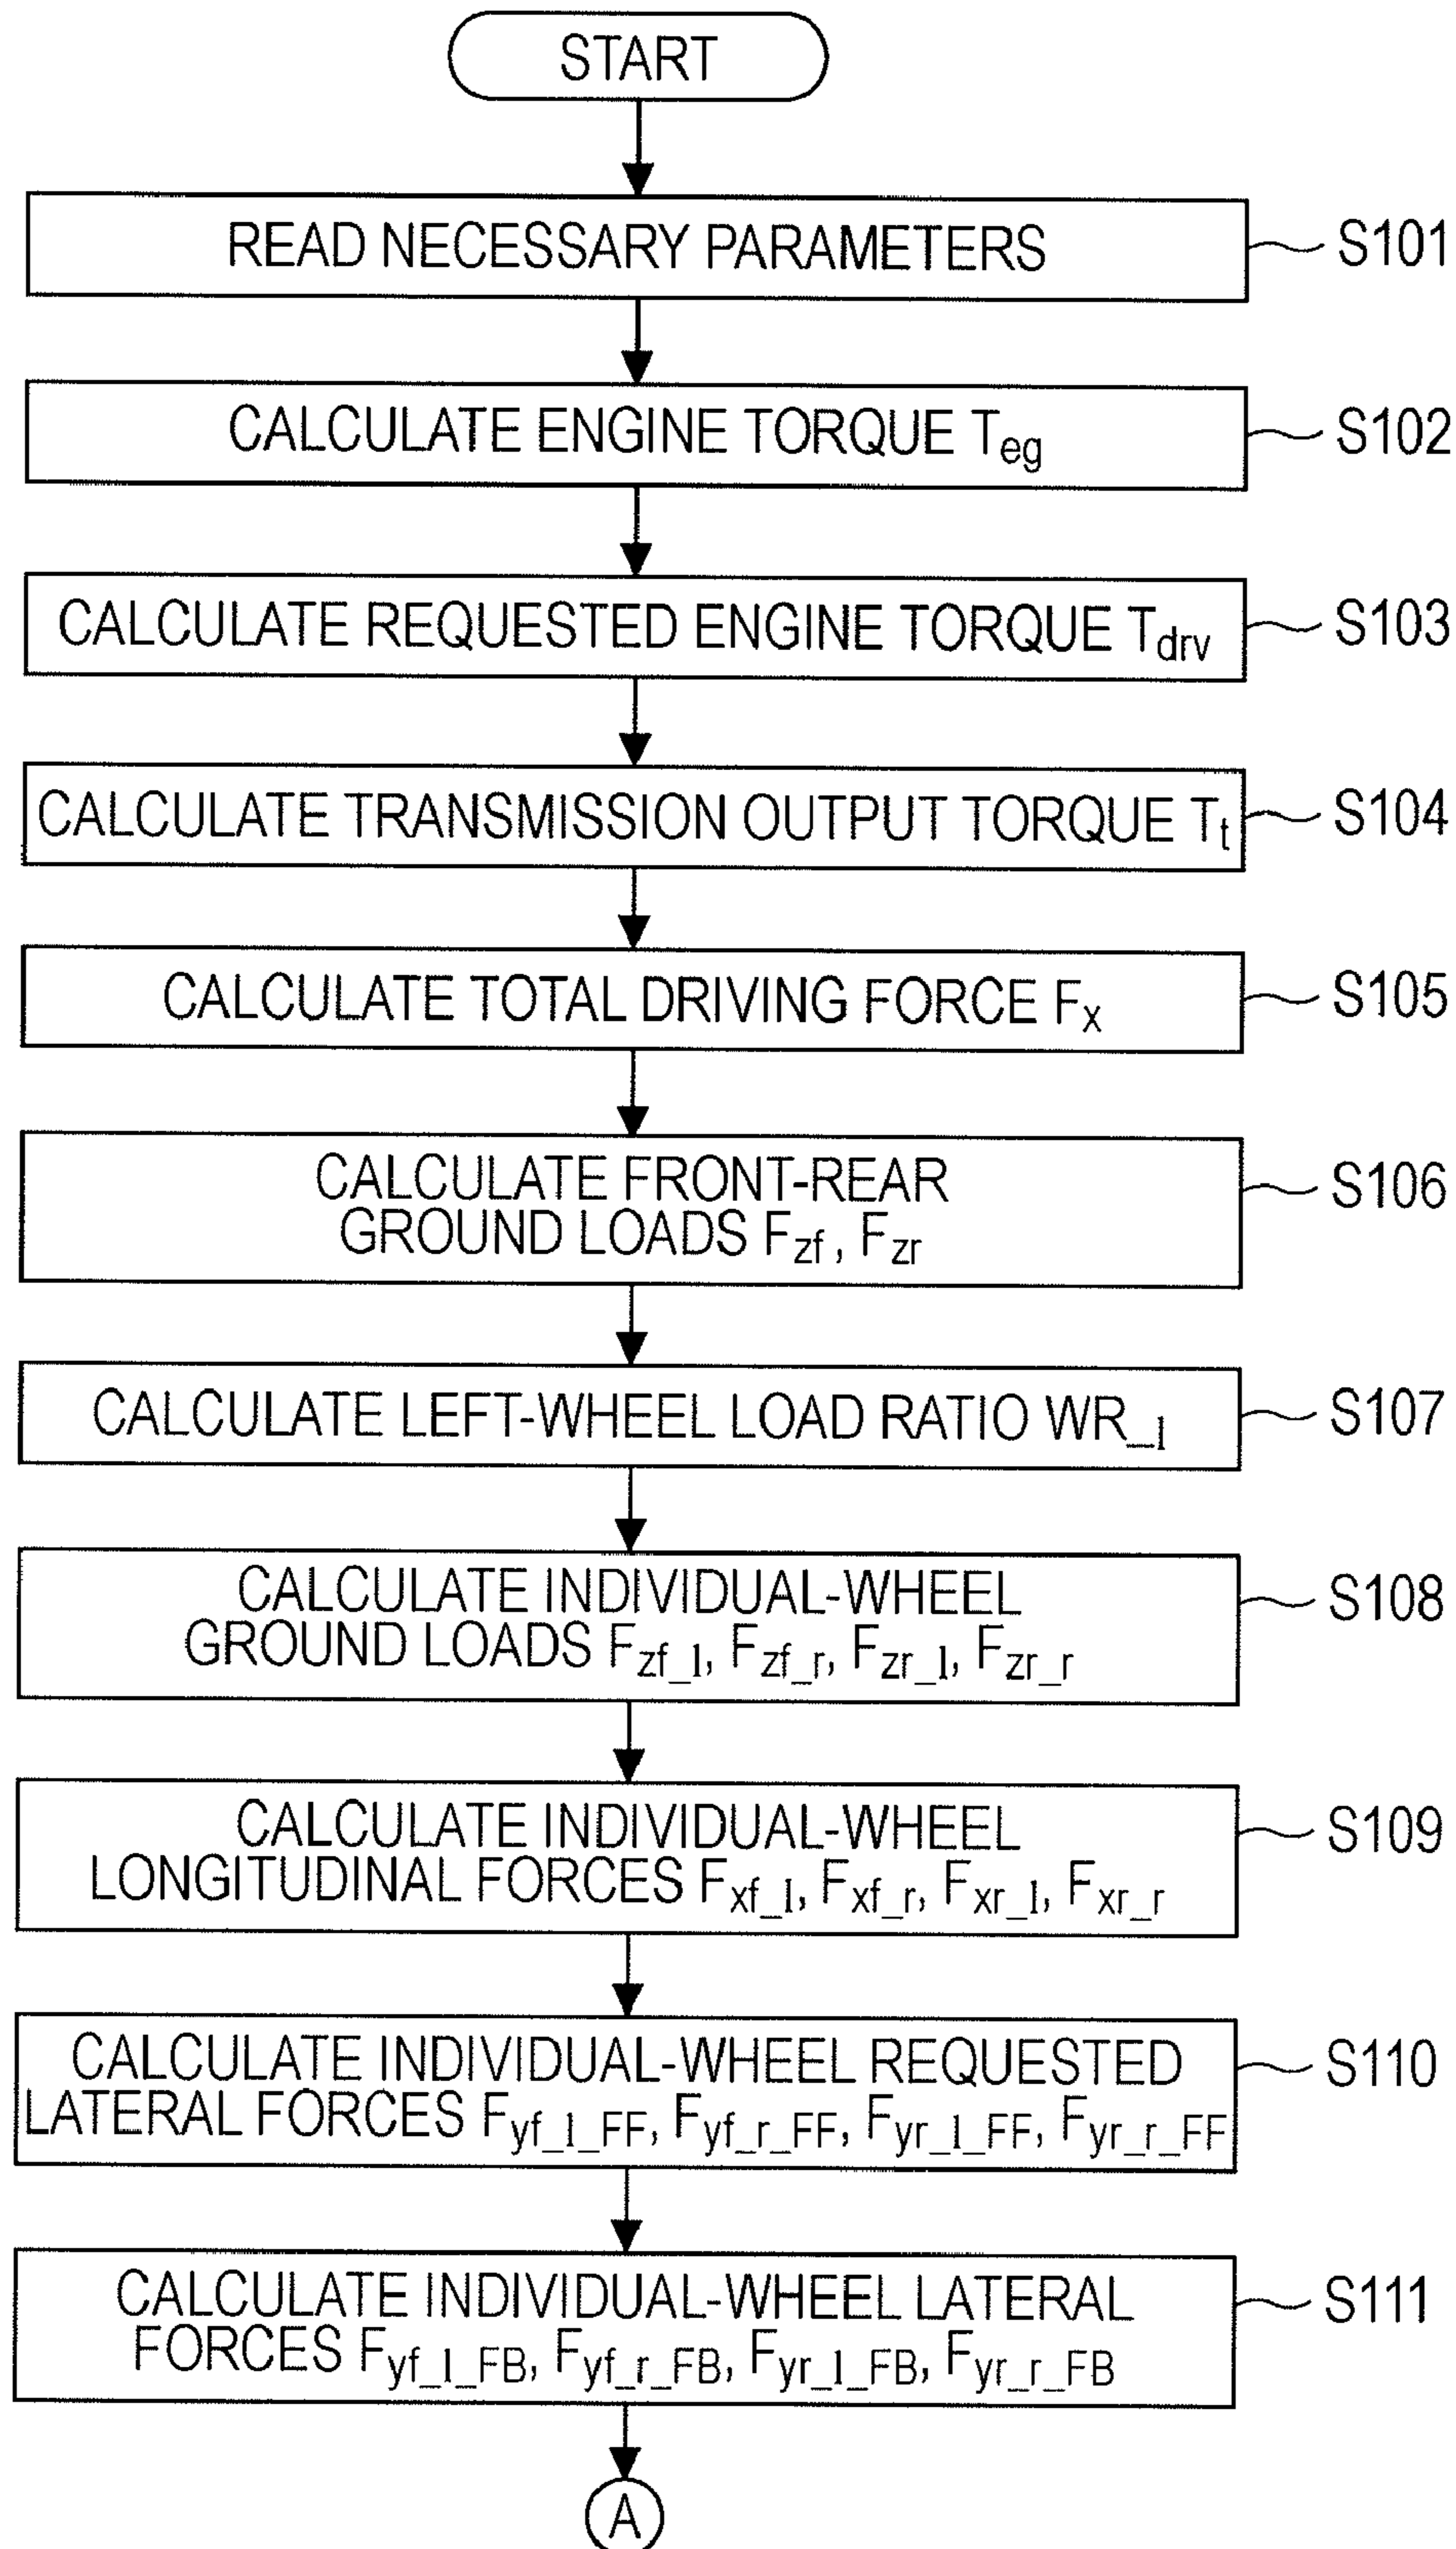 START
READ NECESSARY PARAMETERS
S101
CALCULATE ENGINE TORQUE Teg
S102
CALCULATE REQUESTED ENGINE TORQUE Tdrv
S103
CALCULATE TRANSMISSION OUTPUT TORQUE Tt
S104
CALCULATE TOTAL DRIVING FORCE Fx
S105
CALCULATE FRONT-REAR
GROUND LOADS Fzf, Fzr
S106
CALCULATE LEFT-WHEEL LOAD RATIO WR_l
S107
CALCULATE INDIVIDUAL-WHEEL
GROUND LOADS Fzf_l, Fzf_r, Fzr_l, Fzr_r
S108
CALCULATE INDIVIDUAL-WHEEL
LONGITUDINAL FORCES Fxf_l, Fxf_r, Fxr_l, Fxr_r
S109
CALCULATE INDIVIDUAL-WHEEL REQUESTED
LATERAL FORCES Fyf_l_FF, Fyf_r_FF, Fyr_l_FF, Fyr_r_FF
S110
CALCULATE INDIVIDUAL-WHEEL LATERAL
FORCES Fyf_l_FB, Fyf_r_FB, Fyr_l_FB, Fyr_r_FB
S111
A